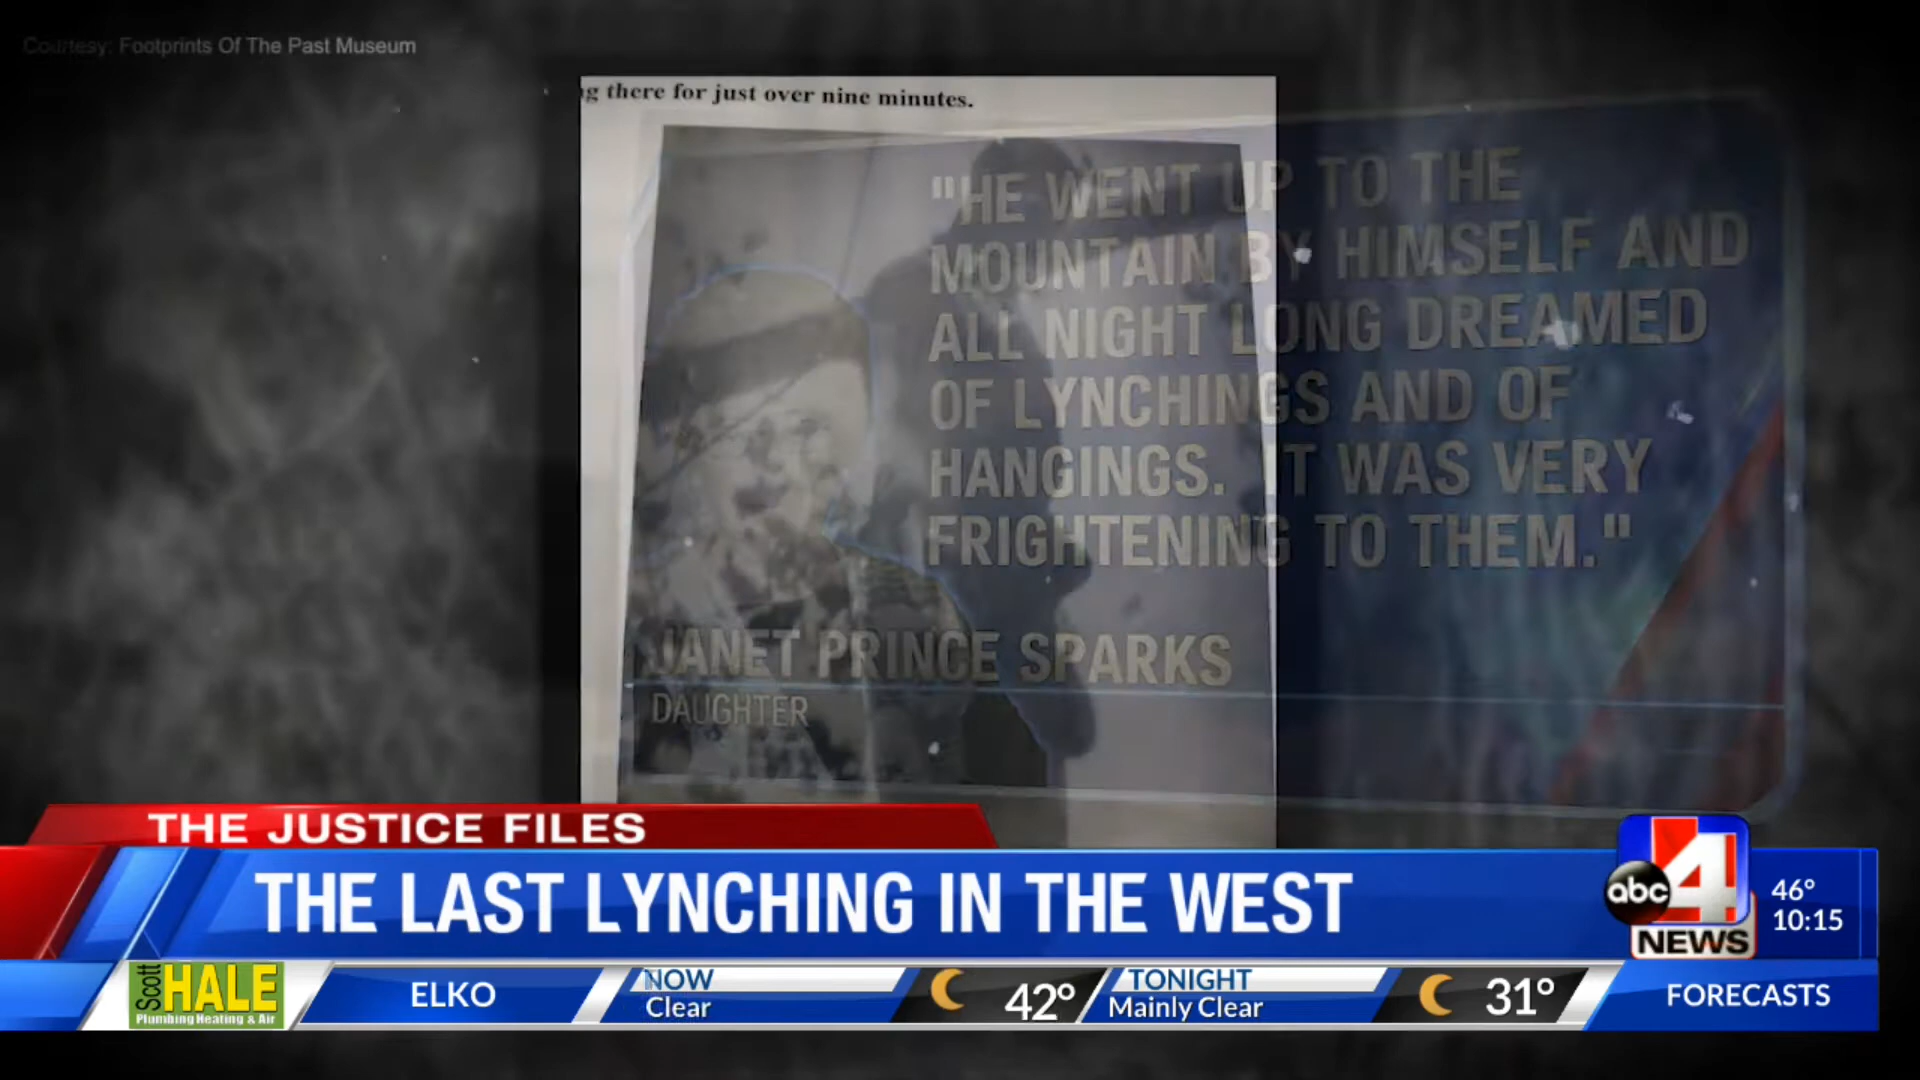 Courtesy: Footprints Of The Past Museum
g there for just over nine minutes.
"HE WENT UP TO THE
MOUNTAIN BY HIMSELF AND
ALL NIGHT LONG DREAMED
OF LYNCHINGS AND OF
HANGINGS. IT WAS VERY
FRIGHTENING TO THEM."
JANET PRINCE SPARKS
DAUGHTER
THE JUSTICE FILES
THE LAST LYNCHING IN THE WEST
abc 4
NEWS
46°
10:15
Scott HALE
Plumbing Heating & Air
ELKO
NOW
Clear
42°
TONIGHT
Mainly Clear
31°
FORECASTS